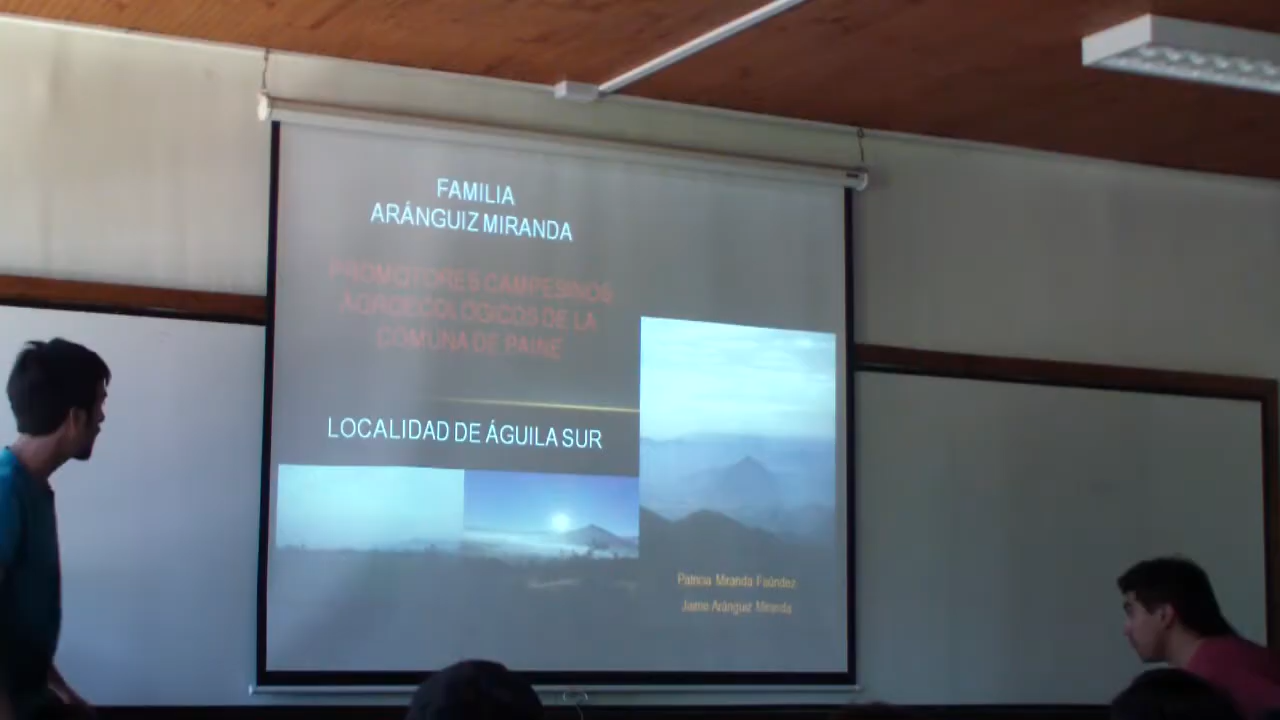 FAMILIA
ARÁNGUIZ MIRANDA
PROMOTORES CAMPESINOS
AGROECOLOGICOS DE LA
COMUNA DE PAINE
LOCALIDAD DE ÁGUILA SUR
Patricia Miranda Faúndez
Jaime Aránguiz Miranda